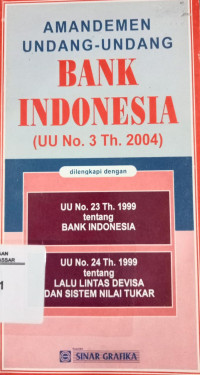 AMANDEMEN
UNDANG-UNDANG
BANK
INDONESIA
(UU No. 3 Th. 2004)
dilengkapi dengan
UU No. 23 Th. 1999
tentang
BANK INDONESIA
UU No. 24 Th. 1999
tentang
LALU LINTAS DEVISA
DAN SISTEM NILAI TUKAR
SINAR GRAFIKA